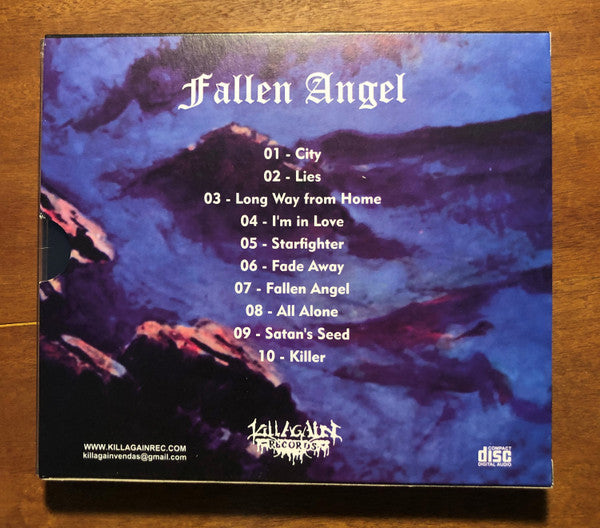 Fallen Angel
01 - City
02 - Lies
03 - Long Way from Home
04 - I'm in Love
05 - Starfighter
06 - Fade Away
07 - Fallen Angel
08 - All Alone
09 - Satan's Seed
10 - Killer
KILLAGAIN
RECORDS
WWW.KILLAGAINREC.COM
killagainvendas@gmail.com
COMPACT
disc
DIGITAL AUDIO